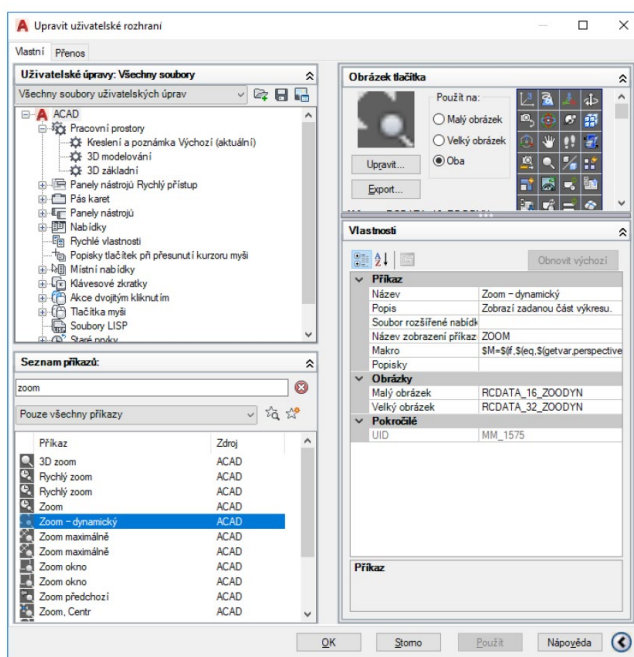 Upravit uživatelské rozhraní
Vlastní Přenos
Uživatelské úpravy: Všechny soubory
Všechny soubory uživatelských úprav
ACAD
Pracovní prostory
Kreslení a poznámka Výchozí (aktuální)
3D modelování
3D základní
Panely nástrojů Rychlý přístup
Pás karet
Panely nástrojů
Nabídky
Rychlé vlastnosti
Popisky tlačítek při přesunutí kurzoru myši
Místní nabídky
Klávesové zkratky
Akce dvojitým kliknutím
Tlačítka myši
Soubory LISP
Staré prvky
Seznam příkazů:
zoom
Pouze všechny příkazy
Příkaz Zdroj
3D zoom ACAD
Rychlý zoom ACAD
Rychlý zoom ACAD
Zoom ACAD
Zoom – dynamický ACAD
Zoom maximálně ACAD
Zoom maximálně ACAD
Zoom okno ACAD
Zoom okno ACAD
Zoom předchozí ACAD
Zoom, Centr ACAD
Obrázek tlačítka
Použít na:
Malý obrázek
Velký obrázek
Oba
Upravit...
Export...
Vlastnosti
Obnovit výchozí
Příkaz
Název Zoom – dynamický
Popis Zobrazí zadanou část výkresu.
Soubor rozšířené nabídk
Název zobrazení příkaz ZOOM
Makro $M=$(if,$(eq,$(getvar,perspective
Popisky
Obrázky
Malý obrázek RCDATA_16_ZOODYN
Velký obrázek RCDATA_32_ZOODYN
Pokročilé
UID MM_1575
Příkaz
OK Storno Použít Nápověda